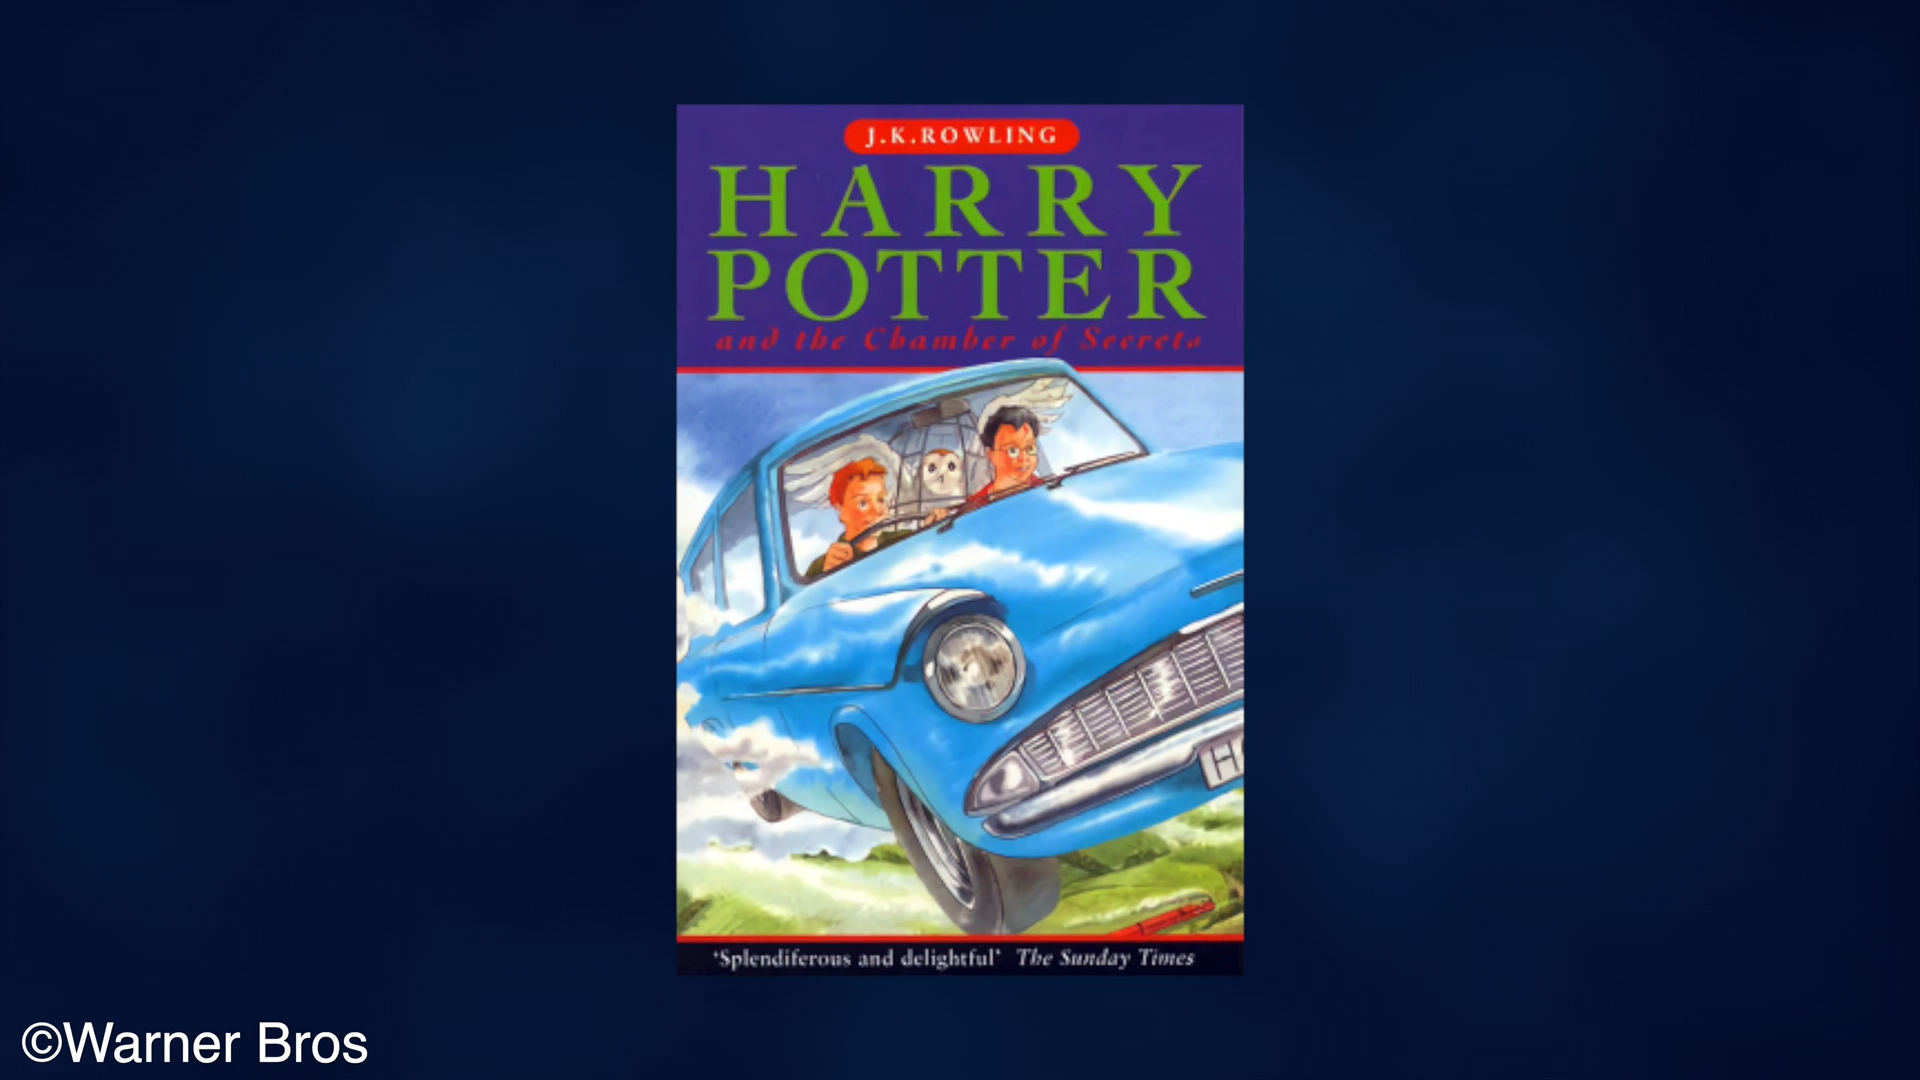 J.K.ROWLING
HARRY
POTTER
and the Chamber of Secrets
H
'Splendiferous and delightful' The Sunday Times
©Warner Bros